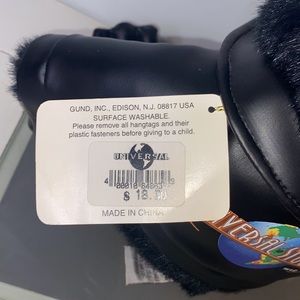 GUND, INC., EDISON, N.J. 08817 USA
SURFACE WASHABLE.
Please remove all hangtags and their
plastic fasteners before giving to a child.
UNIVERSAL
$ 18.
MADE IN CHINA